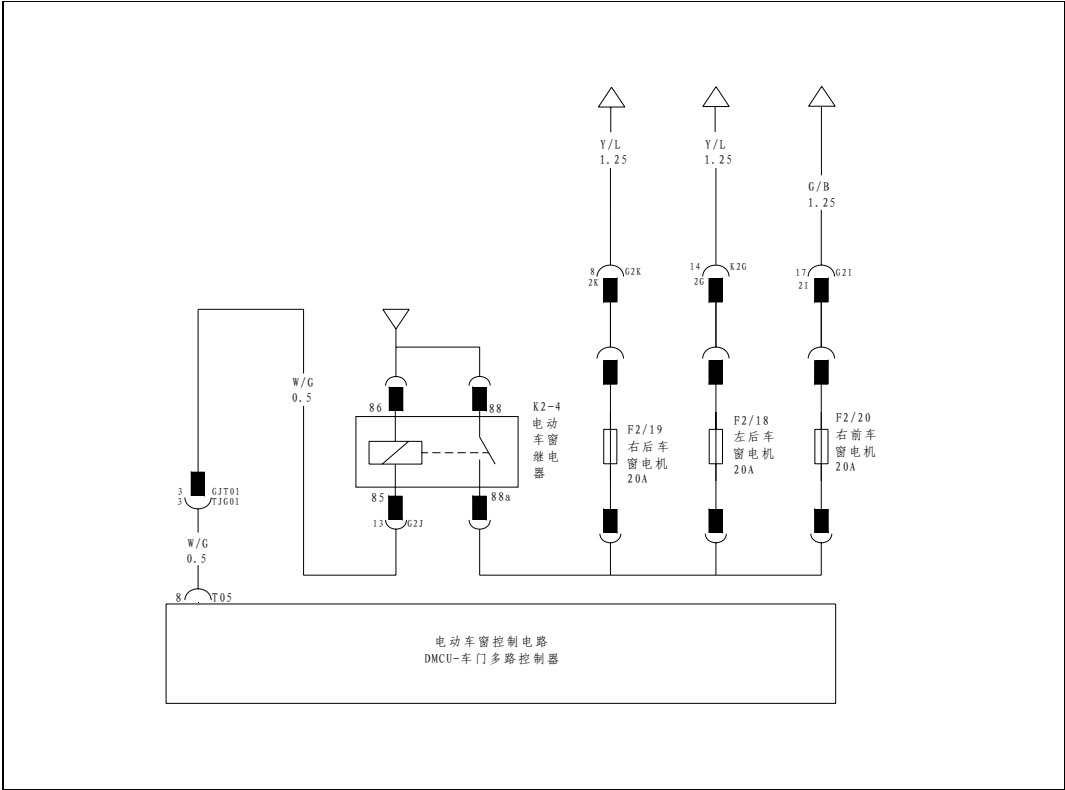 Y/L
1.25
Y/L
1.25
G/B
1.25
8
G2K
2K
14
K2G
2G
17
G2I
2I
W/G
0.5
86
88
K2-4
电动
车窗
继电
器
F2/19
右后车
窗电机
20A
F2/18
左后车
窗电机
20A
F2/20
右前车
窗电机
20A
85
88a
13
G2J
3
GJT01
3
TJG01
W/G
0.5
8
T05
电动车窗控制电路
DMCU-车门多路控制器